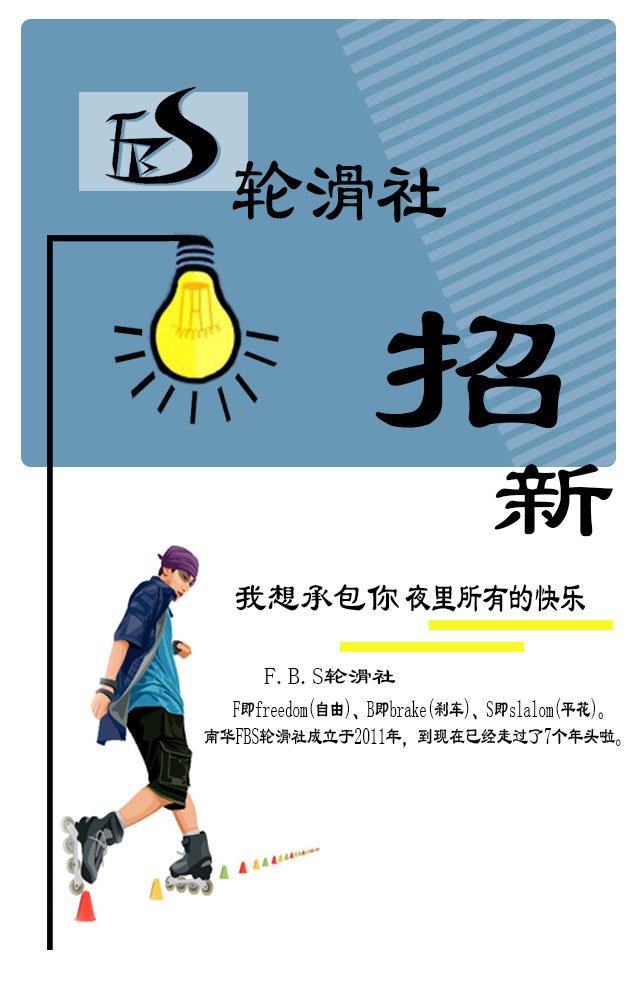 FBS
轮滑社
招
新
我想承包你夜里所有的快乐
F.B.S轮滑社
F即freedom(自由)、B即brake(刹车)、S即slalom(平花)。
南华FBS轮滑社成立于2011年，到现在已经走过了7个年头啦。